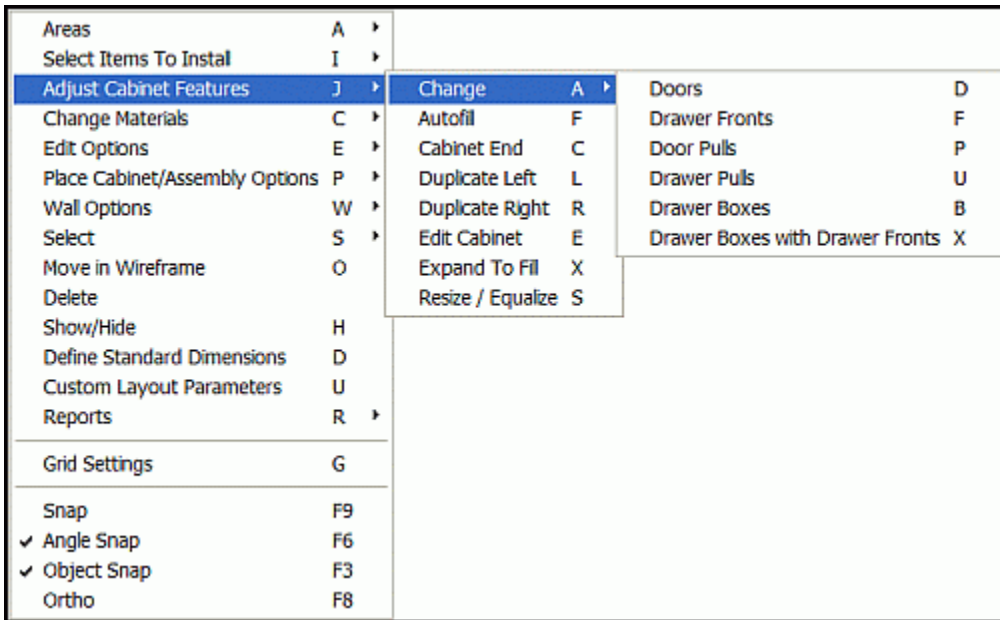 Areas A
Select Items To Install I
Adjust Cabinet Features J
Change Materials C
Edit Options E
Place Cabinet/Assembly Options P
Wall Options W
Select S
Move in Wireframe O
Delete
Show/Hide H
Define Standard Dimensions D
Custom Layout Parameters U
Reports R
Grid Settings G
Snap F9
Angle Snap F6
Object Snap F3
Ortho F8
Change A
Autofill F
Cabinet End C
Duplicate Left L
Duplicate Right R
Edit Cabinet E
Expand To Fill X
Resize / Equalize S
Doors D
Drawer Fronts F
Door Pulls P
Drawer Pulls U
Drawer Boxes B
Drawer Boxes with Drawer Fronts X